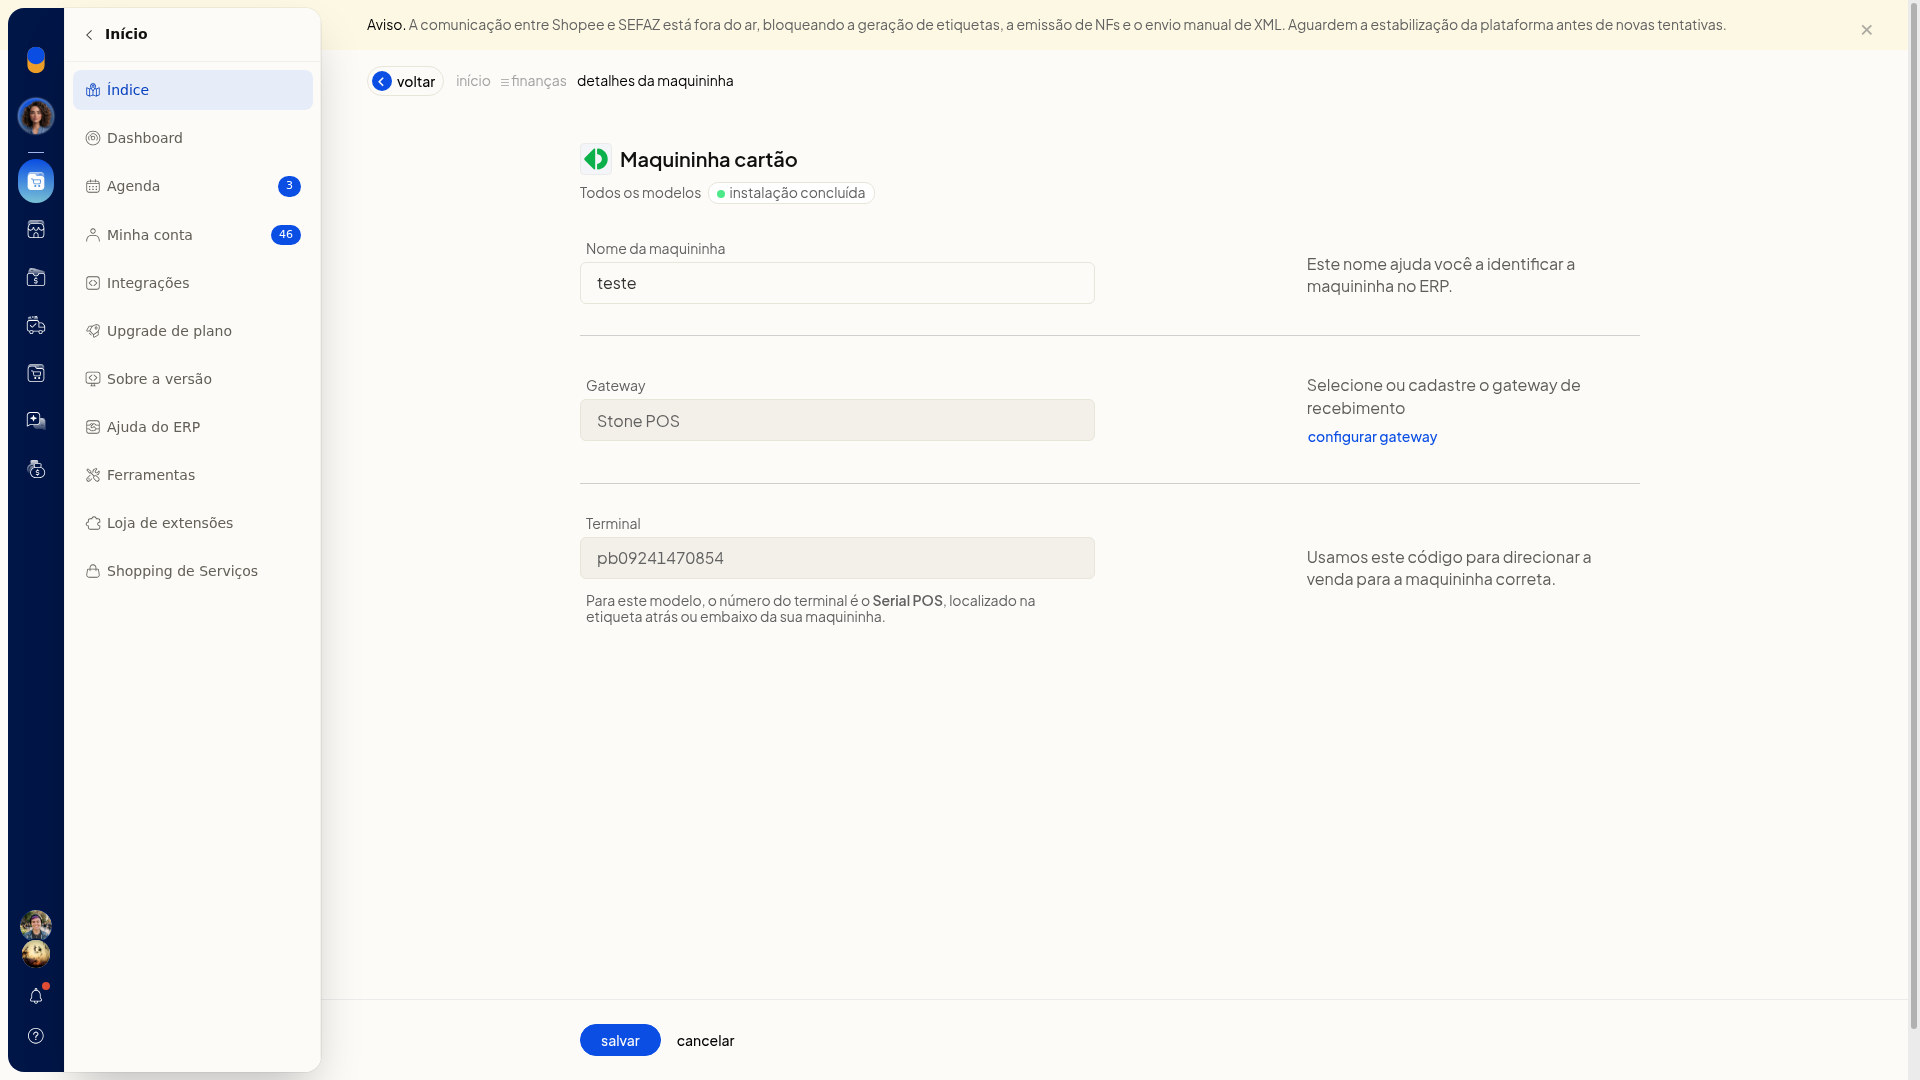 Início
Índice
Dashboard
Agenda
3
Minha conta
46
Integrações
Upgrade de plano
Sobre a versão
Ajuda do ERP
Ferramentas
Loja de extensões
Shopping de Serviços
Aviso. A comunicação entre Shopee e SEFAZ está fora do ar, bloqueando a geração de etiquetas, a emissão de NFs e o envio manual de XML. Aguardem a estabilização da plataforma antes de novas tentativas.
voltar início finanças detalhes da maquininha
Maquininha cartão
Todos os modelos instalação concluída
Nome da maquininha
teste
Este nome ajuda você a identificar a
maquininha no ERP.
Gateway
Stone POS
Selecione ou cadastre o gateway de
recebimento
configurar gateway
Terminal
pb09241470854
Para este modelo, o número do terminal é o Serial POS, localizado na
etiqueta atrás ou embaixo da sua maquininha.
Usamos este código para direcionar a
venda para a maquininha correta.
salvar cancelar